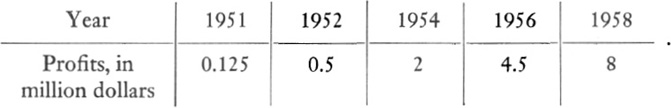 Year 1951 1952 1954 1956 1958
Profits, in million dollars 0.125 0.5 2 4.5 8 .